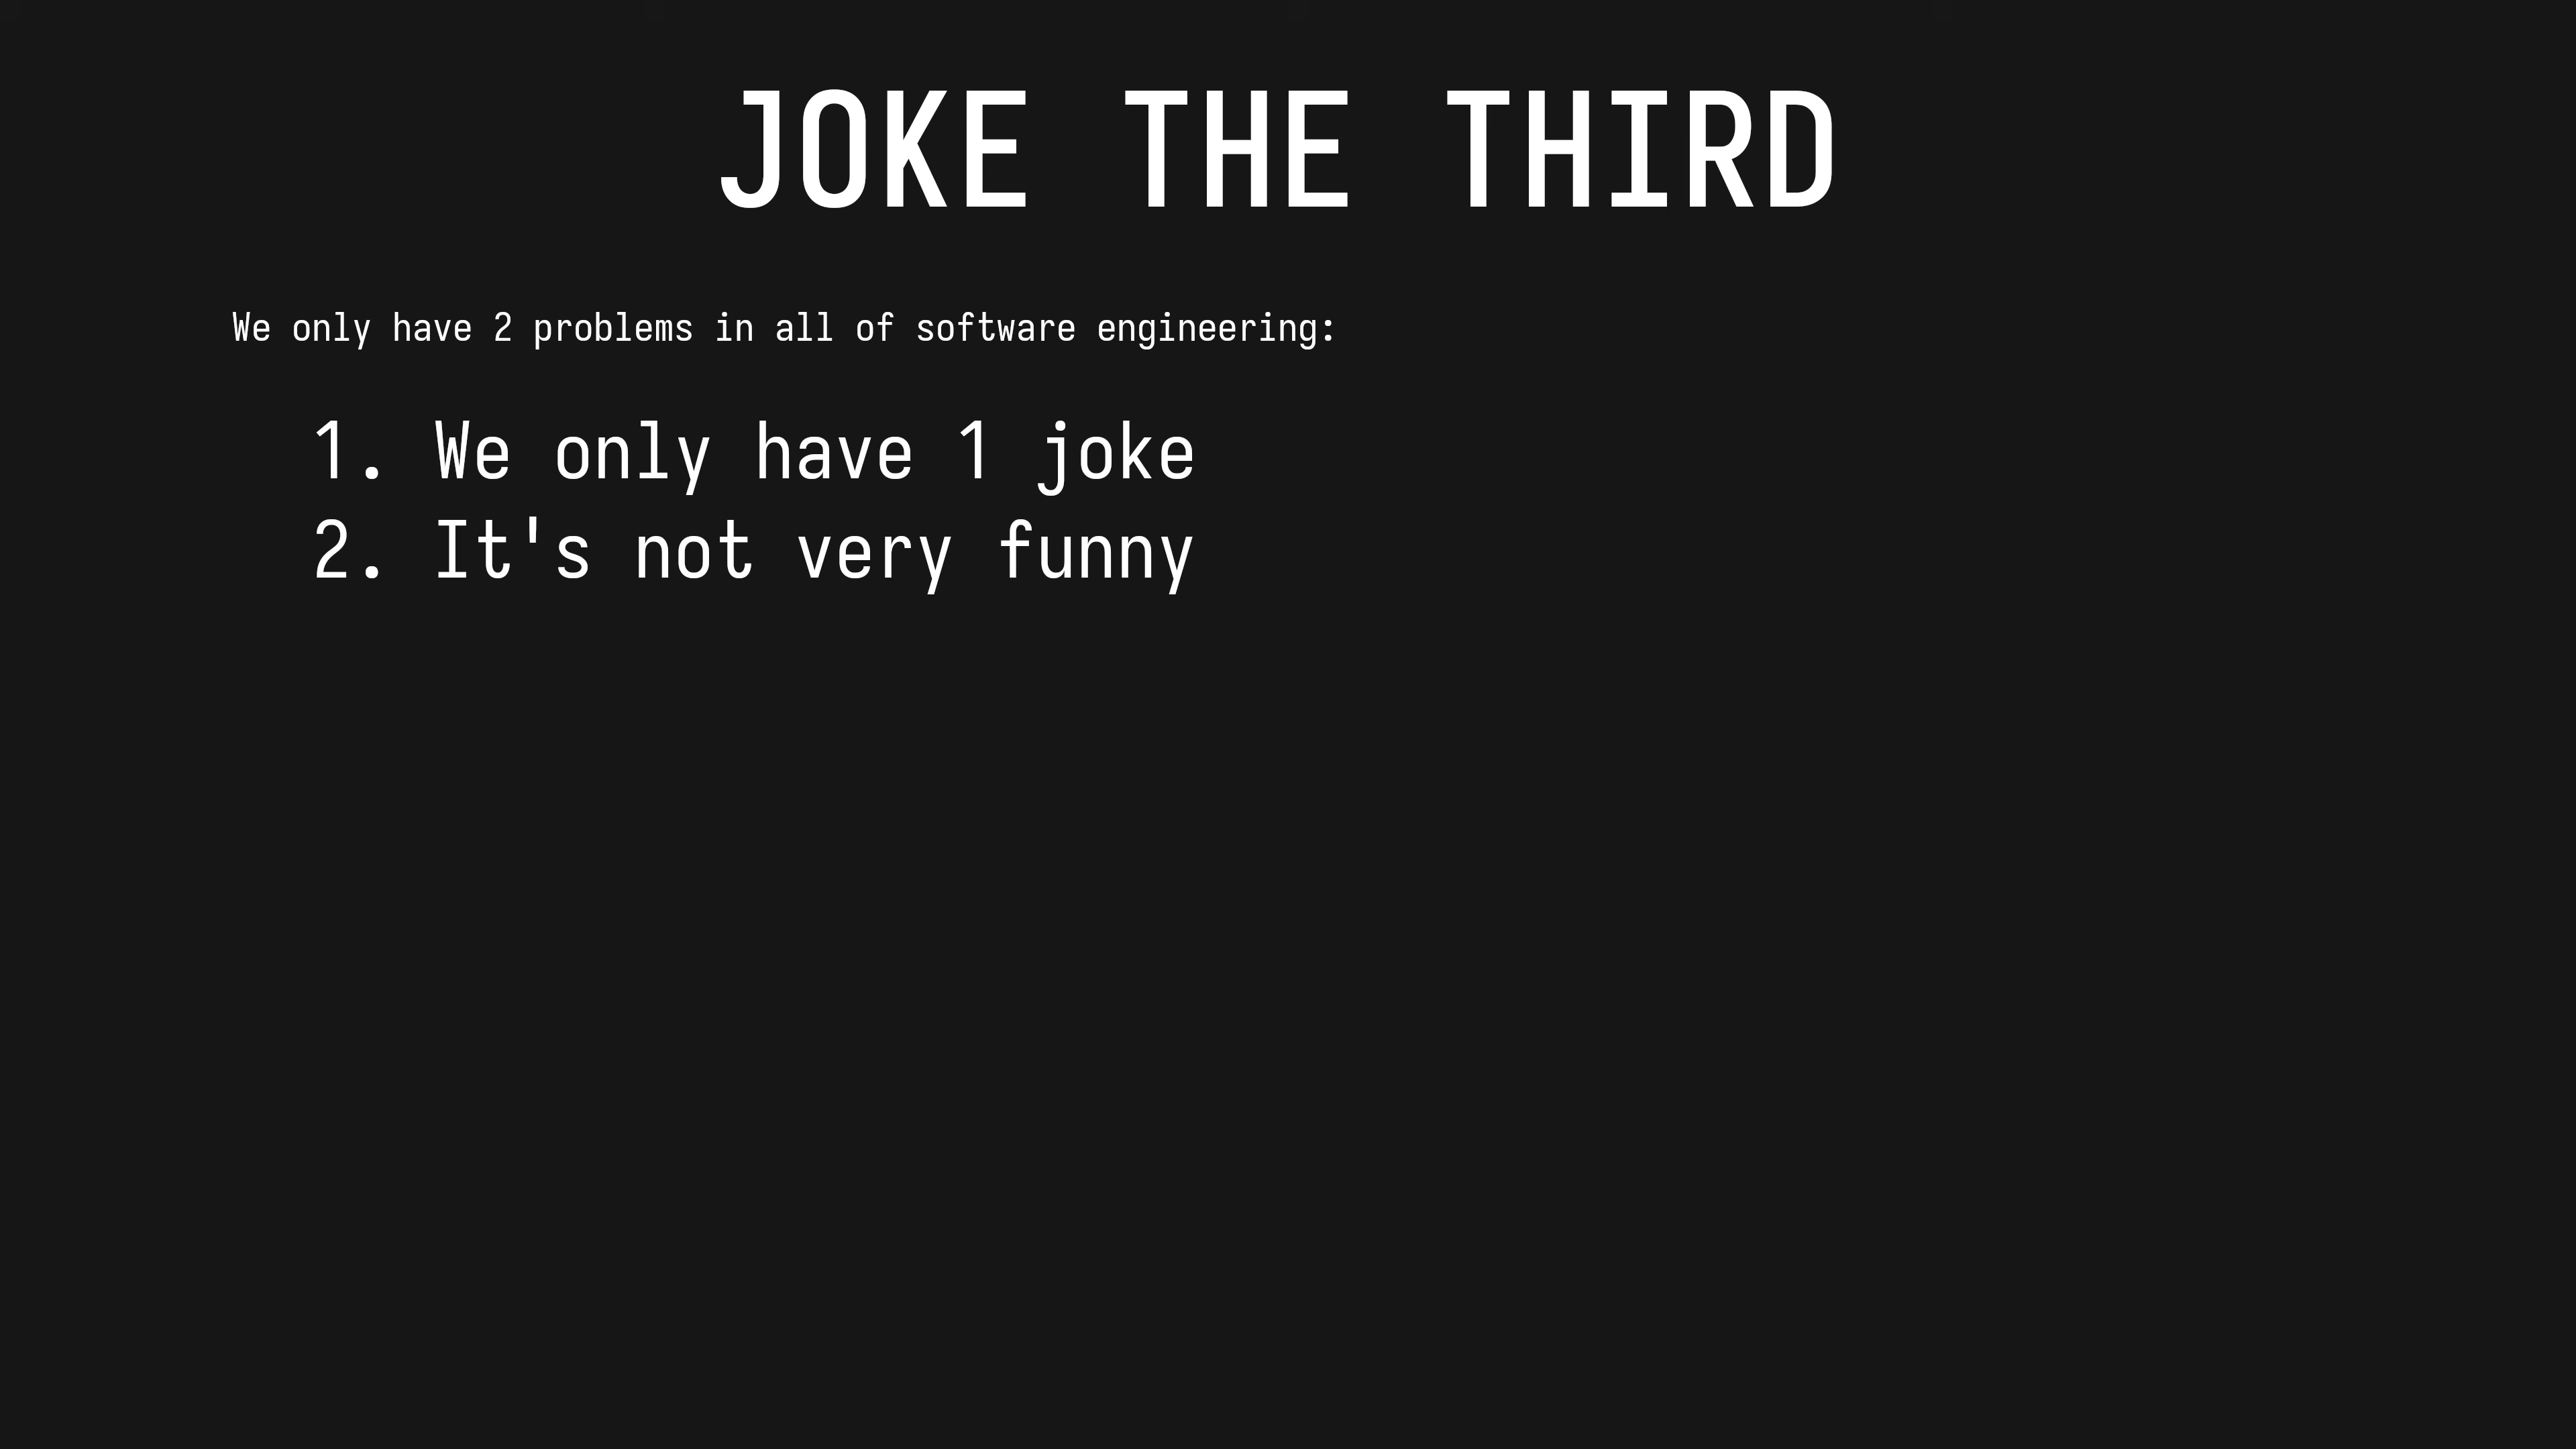 JOKE THE THIRD
We only have 2 problems in all of software engineering:
1. We only have 1 joke
2. It's not very funny